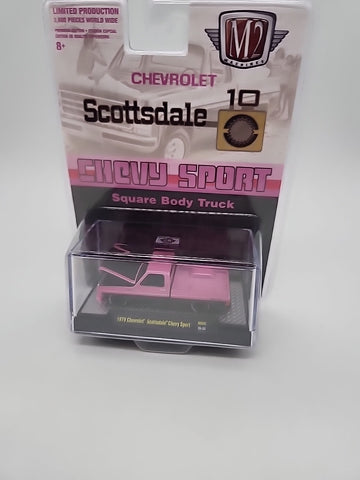 LIMITED PRODUCTION
PIECES WORLD WIDE
8+
M2
MACHINES
CHEVROLET
Scottsdale 10
CHEVY SPORT
Square Body Truck
1979 Chevrolet Scottsdale Chevy Sport